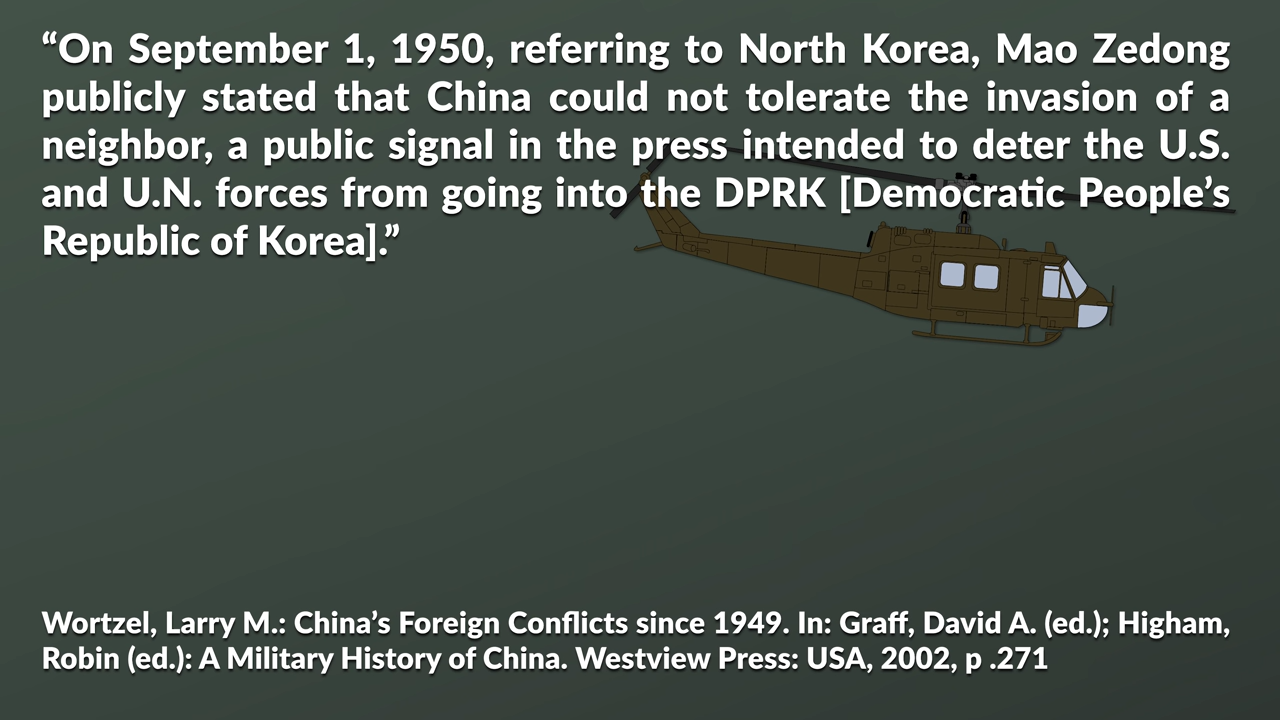 “On September 1, 1950, referring to North Korea, Mao Zedong
publicly stated that China could not tolerate the invasion of a
neighbor, a public signal in the press intended to deter the U.S.
and U.N. forces from going into the DPRK [Democratic People’s
Republic of Korea].”
Wortzel, Larry M.: China’s Foreign Conflicts since 1949. In: Graff, David A. (ed.); Higham,
Robin (ed.): A Military History of China. Westview Press: USA, 2002, p .271